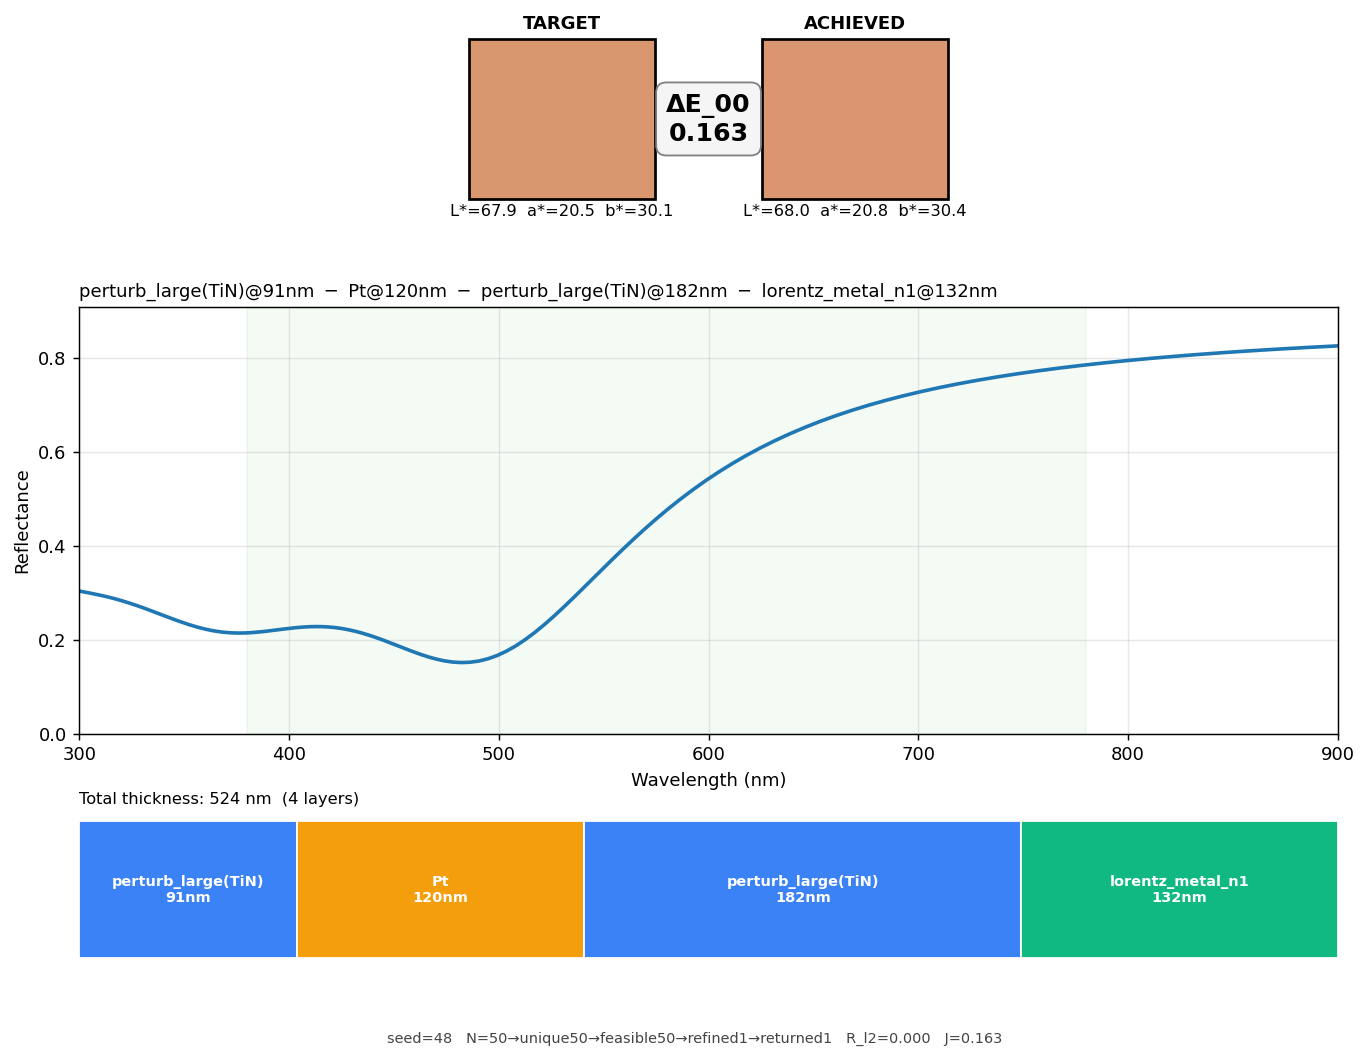 TARGET
ACHIEVED
ΔE_00
0.163
L*=67.9  a*=20.5  b*=30.1
L*=68.0  a*=20.8  b*=30.4
perturb_large(TiN)@91nm − Pt@120nm − perturb_large(TiN)@182nm − lorentz_metal_n1@132nm
0.8
0.6
0.4
0.2
0.0
Reflectance
300 400 500 600 700 800 900
Wavelength (nm)
Total thickness: 524 nm  (4 layers)
perturb_large(TiN)
91nm
Pt
120nm
perturb_large(TiN)
182nm
lorentz_metal_n1
132nm
seed=48   N=50→unique50→feasible50→refined1→returned1   R_l2=0.000   J=0.163